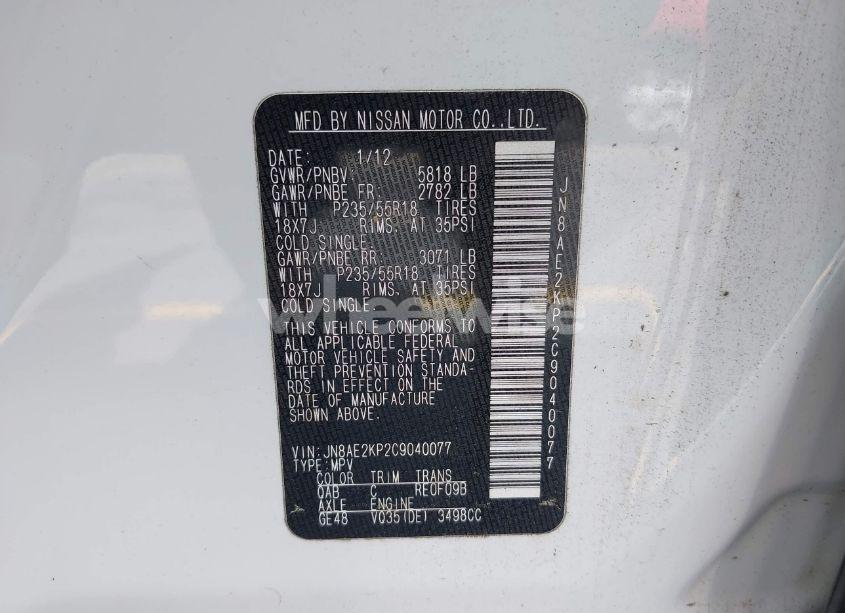 MFD BY NISSAN MOTOR CO.,LTD.
DATE: 1/12
GVWR/PNBV: 5818 LB
GAWR/PNBE FR: 2782 LB
WITH P235/55R18 TIRES
18X7J RIMS, AT 35PSI
COLD SINGLE,
GAWR/PNBE RR: 3071 LB
WITH P235/55R18 TIRES
18X7J RIMS, AT 35PSI
COLD SINGLE,
THIS VEHICLE CONFORMS TO
ALL APPLICABLE FEDERAL
MOTOR VEHICLE SAFETY AND
THEFT PREVENTION STANDA-
RDS IN EFFECT ON THE
DATE OF MANUFACTURE
SHOWN ABOVE.
VIN: JN8AE2KP2C9040077
TYPE: MPV
COLOR TRIM TRANS
QAB C RE0F09B
AXLE ENGINE
GE48 VQ35(DE) 3498CC
JN8AE2KP2C9040077
wheelwise